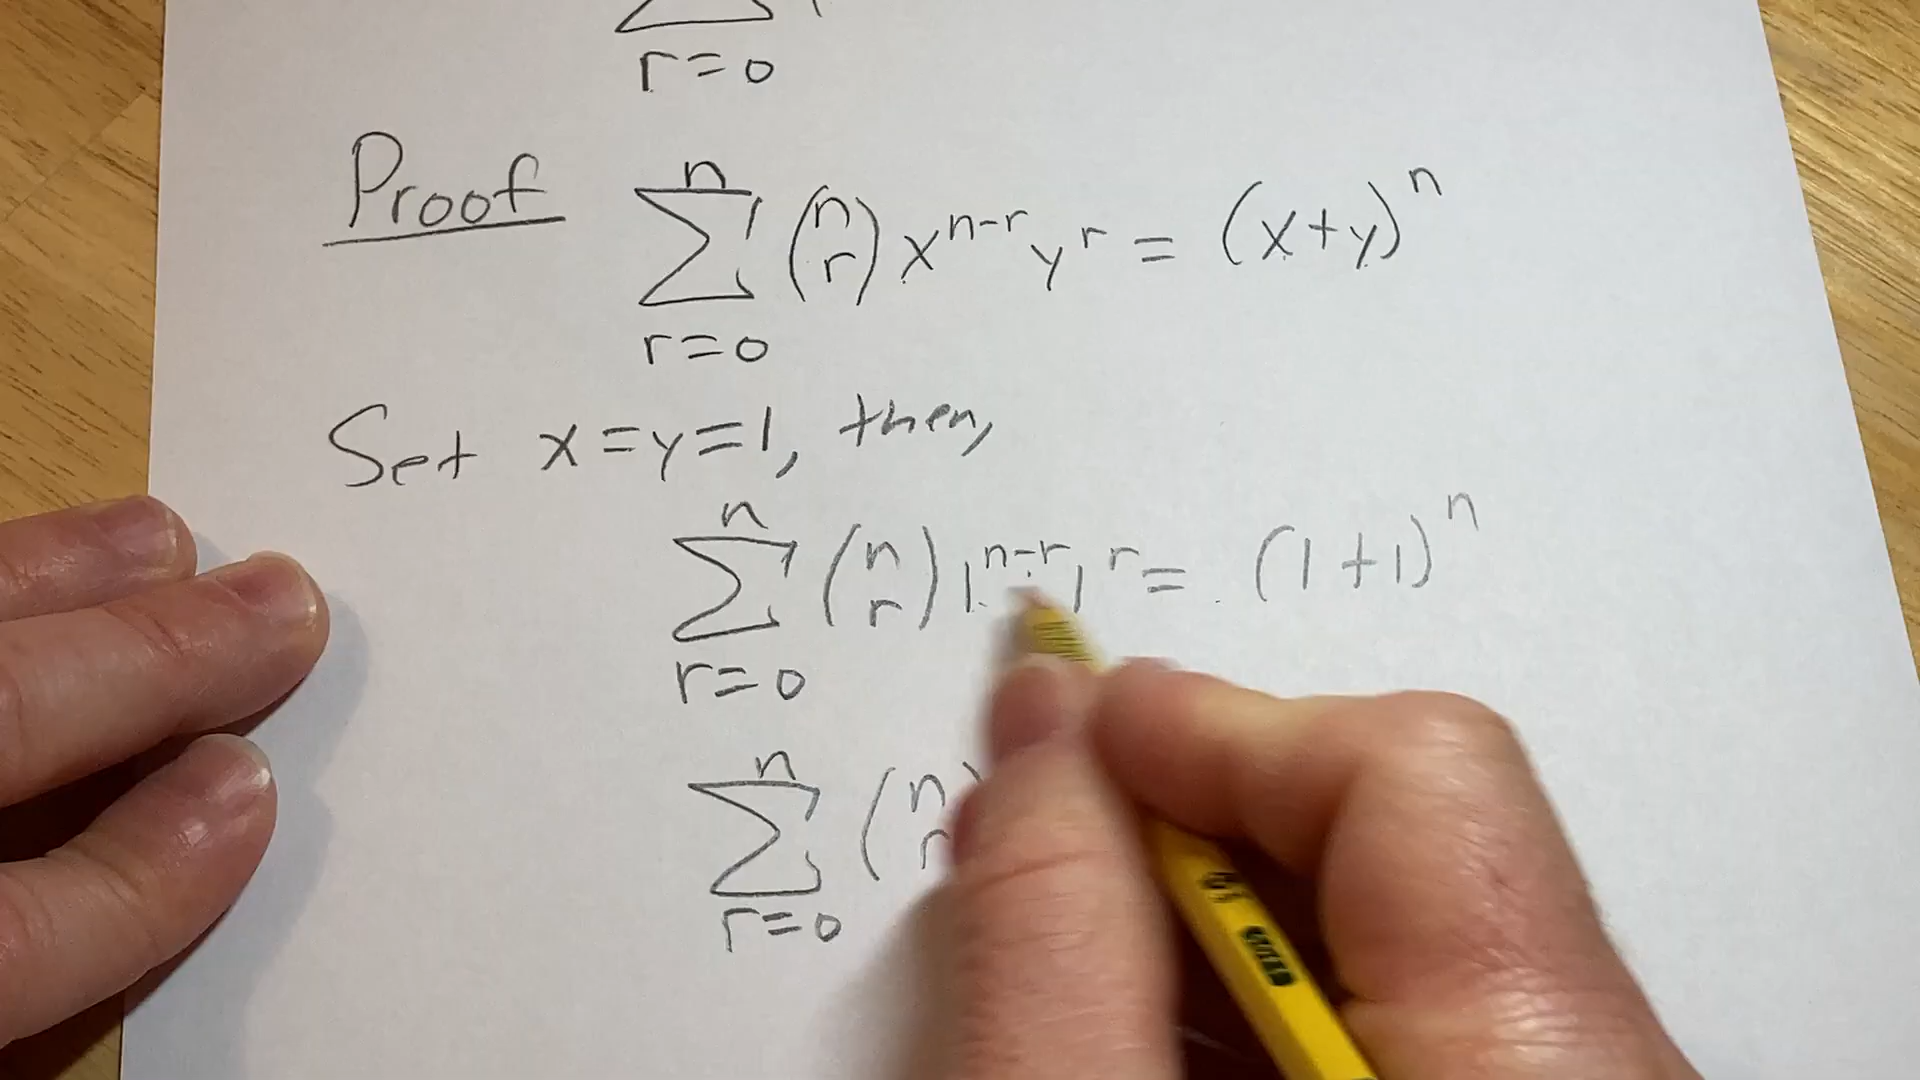 r=0
Proof n
∑ (n r) x^{n-r} y^r = (x+y)^n
r=0
Set x=y=1, then,
n
∑ (n r) 1^{n-r} 1^r = (1+1)^n
r=0
n
∑ (n r
r=0